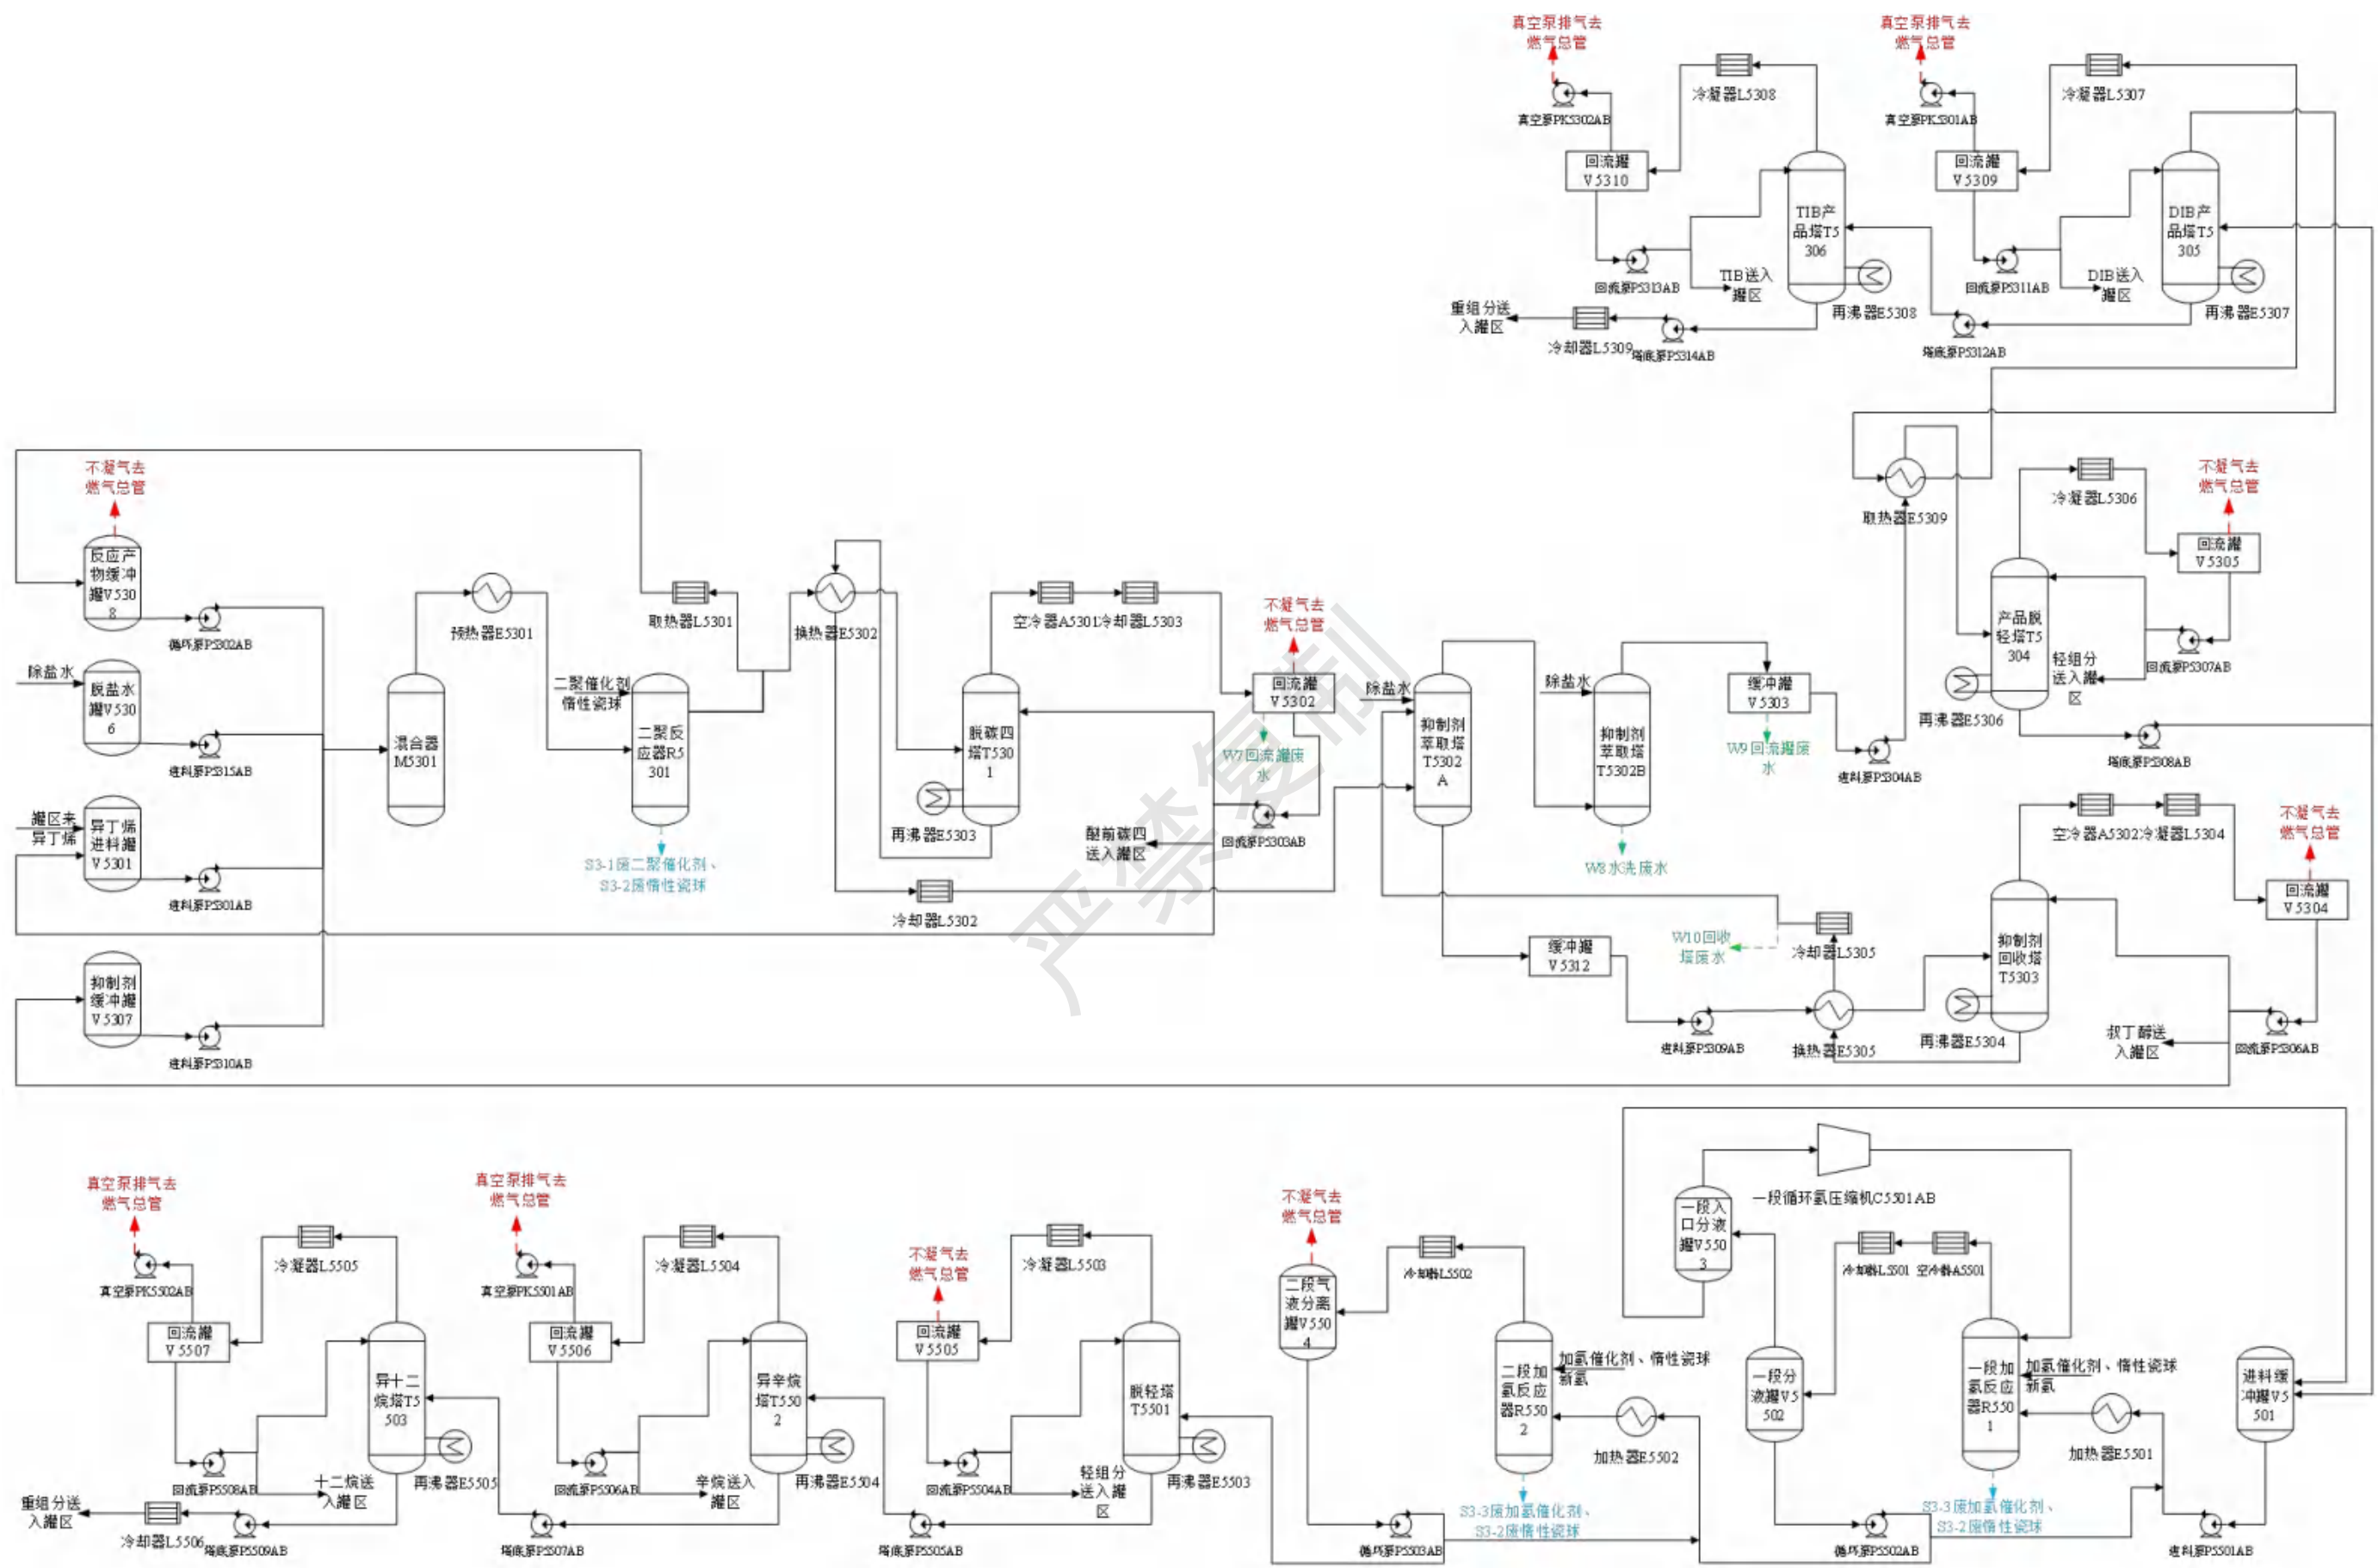 真空泵排气去
燃气总管
真空泵PK5302AB
冷凝器L5308
回流罐
V5310
TIB产
品塔T5
306
回流泵P5313AB
TIB送入
罐区
再沸器E5308
重组分送
入罐区
冷却器L5309
塔底泵P5314AB
真空泵排气去
燃气总管
真空泵PK5301AB
冷凝器L5307
回流罐
V5309
DIB产
品塔T5
305
回流泵P5311AB
DIB送入
罐区
再沸器E5307
塔底泵P5312AB
不凝气去
燃气总管
反应产
物缓冲
罐V530
8
循环泵P5302AB
除盐水
脱盐水
罐V530
6
进料泵P5315AB
罐区来
异丁烯
异丁烯
进料罐
V5301
进料泵P5301AB
抑制剂
缓冲罐
V5307
进料泵P5310AB
混合器
M5301
预热器E5301
二聚催化剂
惰性瓷球
二聚反
应器R5
301
S3-1废二聚催化剂、
S3-2废惰性瓷球
取热器L5301
换热器E5302
脱碳四
塔T530
1
再沸器E5303
冷却器L5302
空冷器A5301
冷却器L5303
不凝气去
燃气总管
回流罐
V5302
W7回流罐废
水
回流泵P5303AB
醚前碳四
送入罐区
除盐水
抑制剂
萃取塔
T5302
A
除盐水
抑制剂
萃取塔
T5302B
W8水洗废水
缓冲罐
V5303
W9回流罐废
水
进料泵P5304AB
取热器E5309
产品脱
轻塔T5
304
再沸器E5306
冷凝器L5306
不凝气去
燃气总管
回流罐
V5305
回流泵P5307AB
轻组分
送入罐
区
塔底泵P5308AB
缓冲罐
V5312
进料泵P5309AB
W10回收
塔废水
冷却器L5305
换热器E5305
抑制剂
回收塔
T5303
再沸器E5304
空冷器A5302
冷凝器L5304
不凝气去
燃气总管
回流罐
V5304
回流泵P5306AB
叔丁醇送
入罐区
严禁复制
真空泵排气去
燃气总管
真空泵PK5502AB
冷凝器L5505
回流罐
V5507
异十二
烷塔T5
503
回流泵P5508AB
十二烷送
入罐区
再沸器E5505
重组分送
入罐区
冷却器L5506
塔底泵P5509AB
真空泵排气去
燃气总管
真空泵PK5501AB
冷凝器L5504
回流罐
V5506
异辛烷
塔T550
2
回流泵P5506AB
辛烷送入
罐区
再沸器E5504
塔底泵P5507AB
不凝气去
燃气总管
冷凝器L5503
回流罐
V5505
脱轻塔
T5501
回流泵P5504AB
轻组分
送入罐
区
再沸器E5503
塔底泵P5505AB
不凝气去
燃气总管
二段气
液分离
罐V550
4
冷却器L5502
循环泵P5503AB
二段加
氢反应
器R550
2
加氢催化剂、惰性瓷球
新氢
加热器E5502
S3-3废加氢催化剂、
S3-2废惰性瓷球
一段入
口分液
罐V550
3
一段循环氢压缩机C5501AB
冷却器L5501
空冷器A5501
一段分
液罐V5
502
循环泵P5502AB
一段加
氢反应
器R550
1
加氢催化剂、惰性瓷球
新氢
加热器E5501
S3-3废加氢催化剂、
S3-2废惰性瓷球
进料缓
冲罐V5
501
进料泵P5501AB